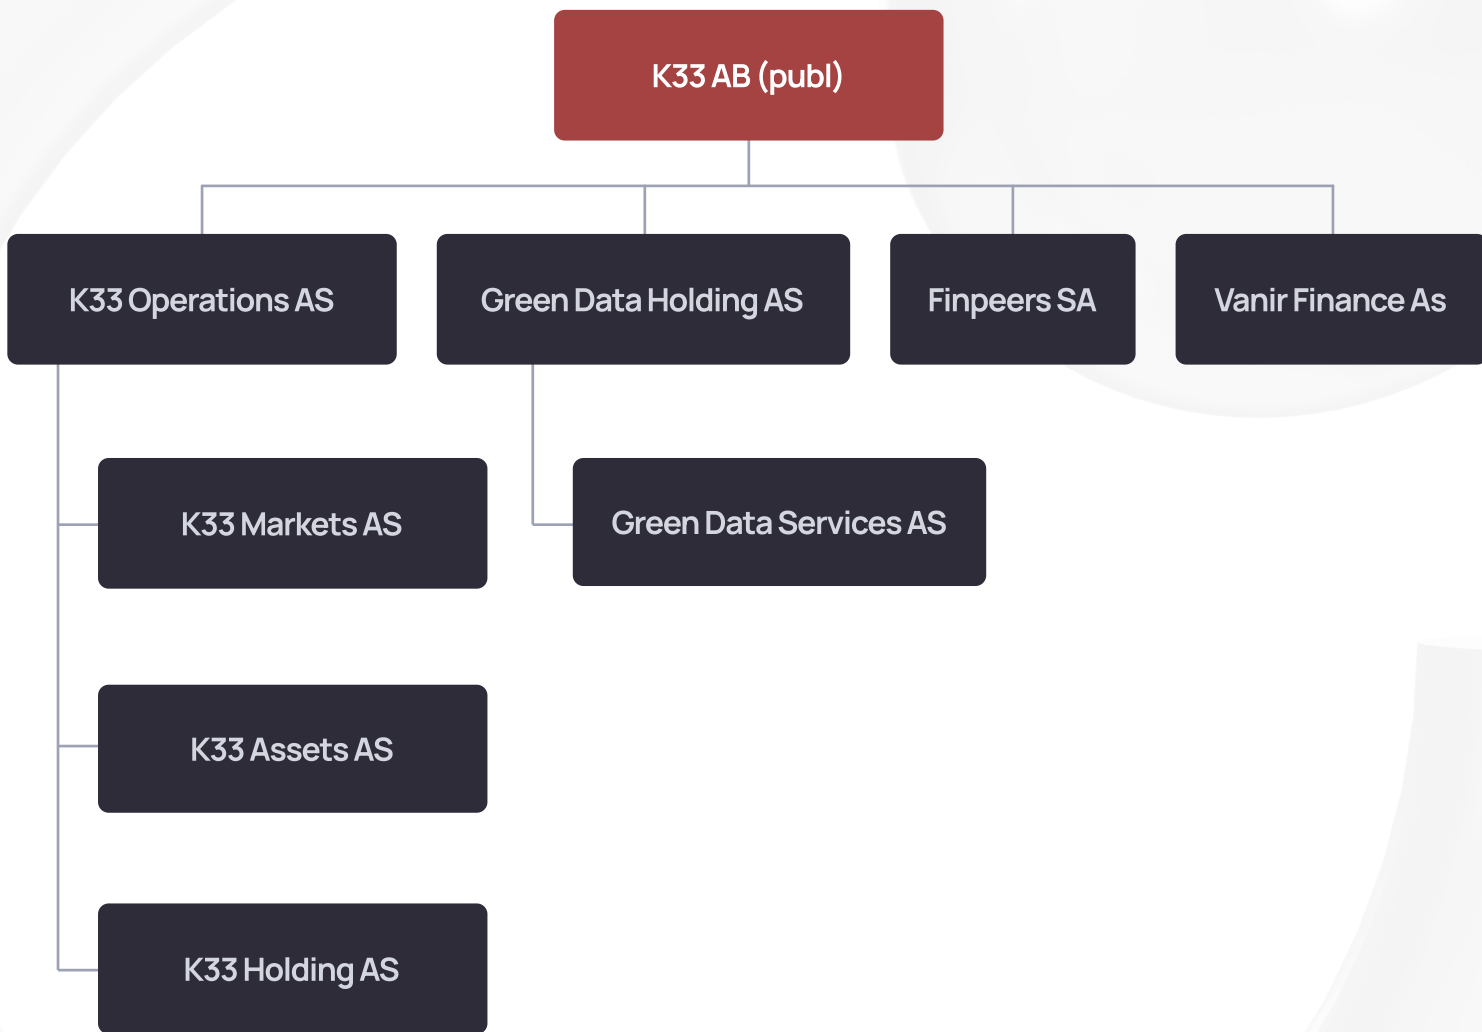 K33 AB (publ)
K33 Operations AS
Green Data Holding AS
Finpeers SA
Vanir Finance As
K33 Markets AS
Green Data Services AS
K33 Assets AS
K33 Holding AS